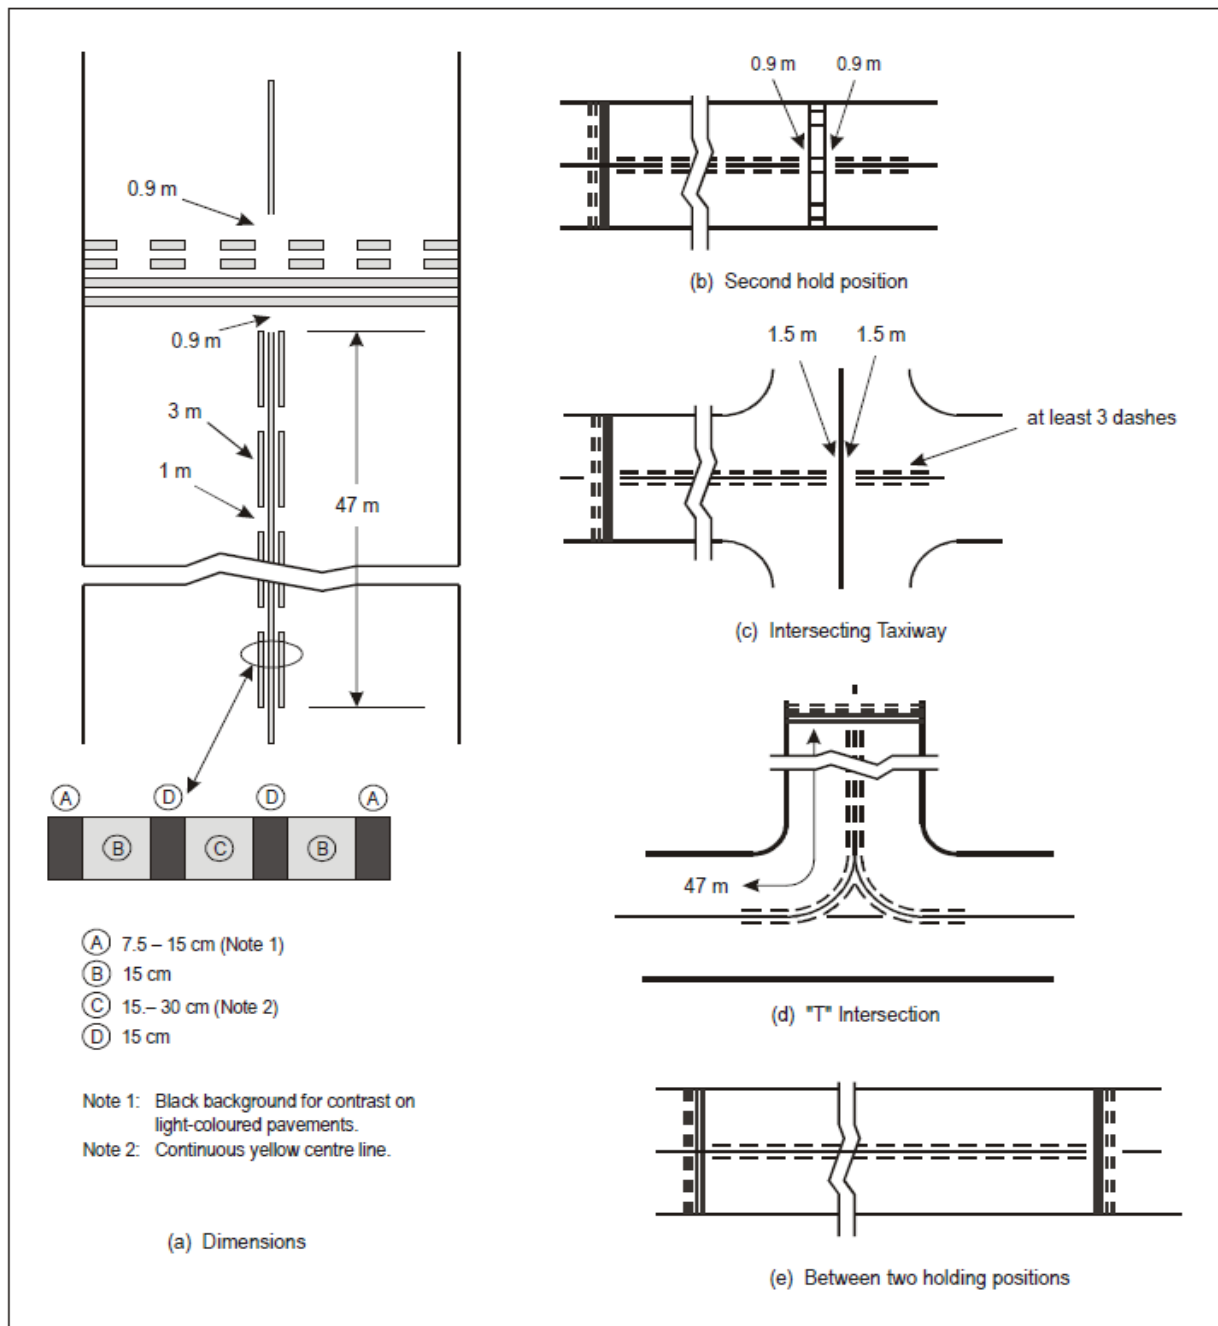 0.9 m
0.9 m
3 m
1 m
47 m
A
D
D
A
B
C
B
A 7.5 – 15 cm (Note 1)
B 15 cm
C 15.– 30 cm (Note 2)
D 15 cm
Note 1: Black background for contrast on
light-coloured pavements.
Note 2: Continuous yellow centre line.
(a) Dimensions
0.9 m 0.9 m
(b) Second hold position
1.5 m 1.5 m
at least 3 dashes
(c) Intersecting Taxiway
47 m
(d) "T" Intersection
(e) Between two holding positions